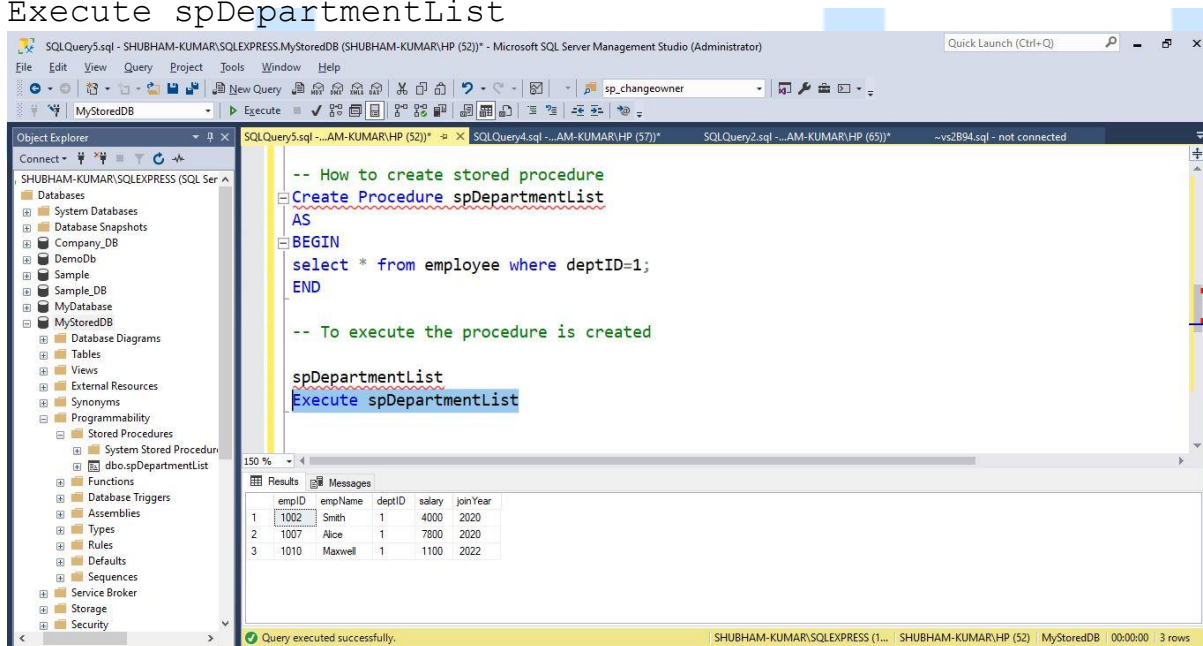 Execute spDepartmentList
SQLQuery5.sql - SHUBHAM-KUMAR\SQLEXPRESS.MyStoredDB (SHUBHAM-KUMAR\HP (52))* - Microsoft SQL Server Management Studio (Administrator)
Quick Launch (Ctrl+Q)
File Edit View Query Project Tools Window Help
New Query MDX DMX XMLA DAX sp_changeowner
MyStoredDB Execute
Object Explorer
SQLQuery5.sql -...AM-KUMAR\HP (52))* SQLQuery4.sql -...AM-KUMAR\HP (57))* SQLQuery2.sql -...AM-KUMAR\HP (65))* ~vs2B94.sql - not connected
Connect
SHUBHAM-KUMAR\SQLEXPRESS (SQL Ser
Databases
System Databases
Database Snapshots
Company_DB
DemoDb
Sample
Sample_DB
MyDatabase
MyStoredDB
Database Diagrams
Tables
Views
External Resources
Synonyms
Programmability
Stored Procedures
System Stored Procedur
dbo.spDepartmentList
Functions
Database Triggers
Assemblies
Types
Rules
Defaults
Sequences
Service Broker
Storage
Security
-- How to create stored procedure
Create Procedure spDepartmentList
AS
BEGIN
select * from employee where deptID=1;
END
-- To execute the procedure is created
spDepartmentList
Execute spDepartmentList
150 %
Results Messages
empID empName deptID salary joinYear
1 1002 Smith 1 4000 2020
2 1007 Alice 1 7800 2020
3 1010 Maxwell 1 1100 2022
Query executed successfully.
SHUBHAM-KUMAR\SQLEXPRESS (1... SHUBHAM-KUMAR\HP (52) MyStoredDB 00:00:00 3 rows